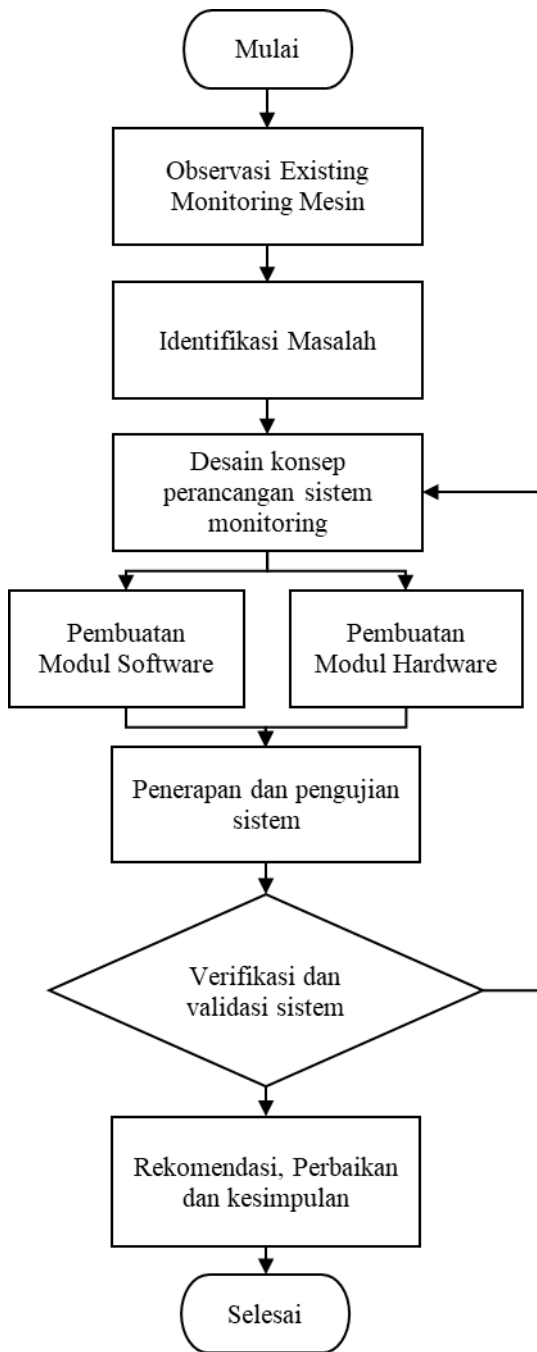 Mulai
Observasi Existing
Monitoring Mesin
Identifikasi Masalah
Desain konsep
perancangan sistem
monitoring
Pembuatan
Modul Software
Pembuatan
Modul Hardware
Penerapan dan pengujian
sistem
Verifikasi dan
validasi sistem
Rekomendasi, Perbaikan
dan kesimpulan
Selesai